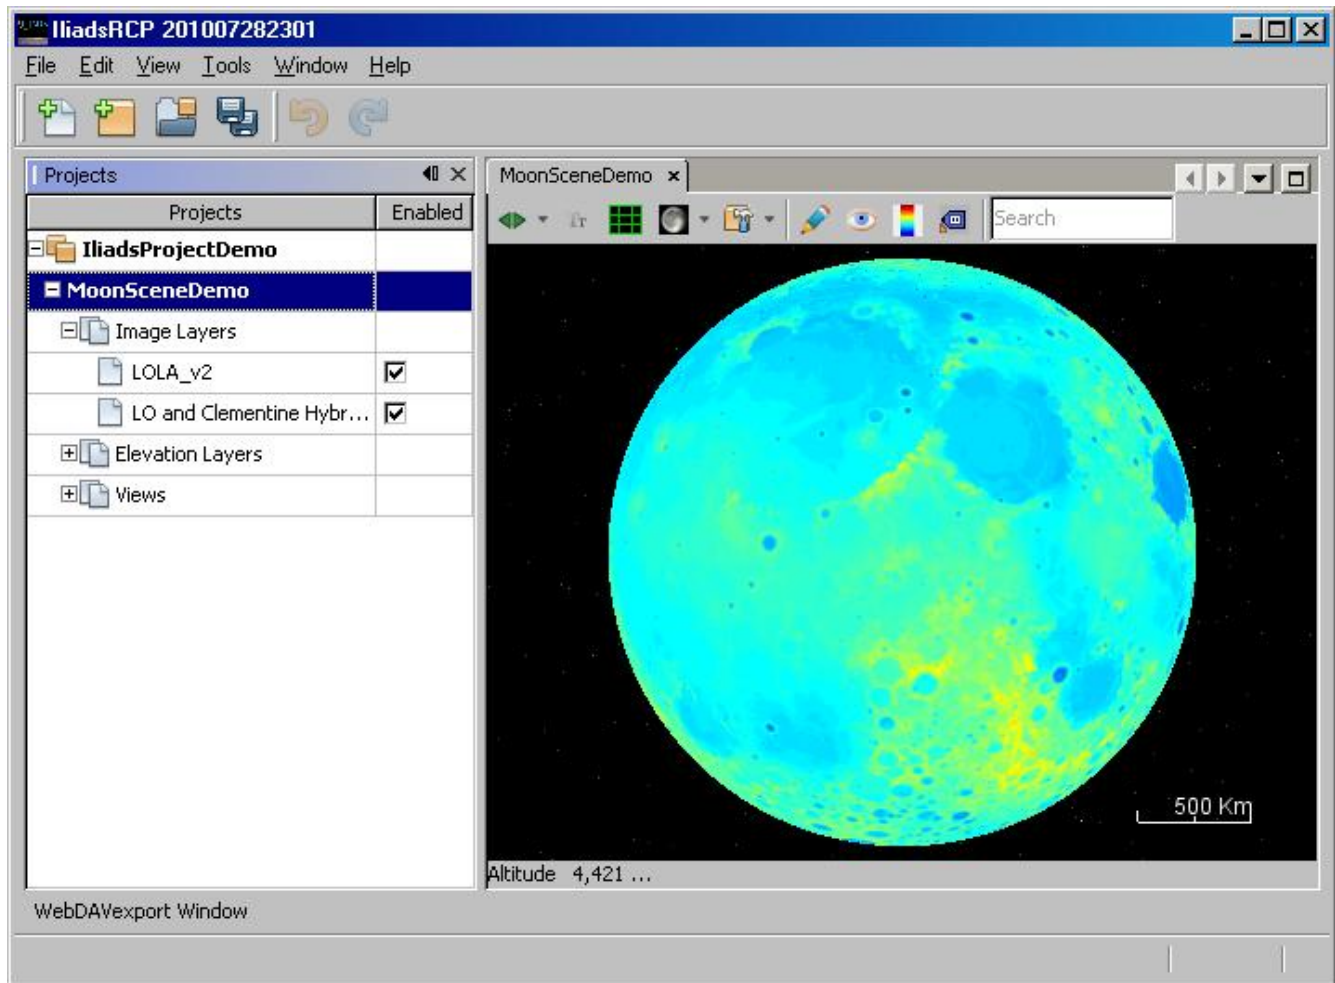 IliadsRCP 201007282301
File Edit View Tools Window Help
Projects
Projects Enabled
IliadsProjectDemo
MoonSceneDemo
Image Layers
LOLA_v2
LO and Clementine Hybr...
Elevation Layers
Views
MoonSceneDemo
Search
500 Km
Altitude 4,421 ...
WebDAVexport Window